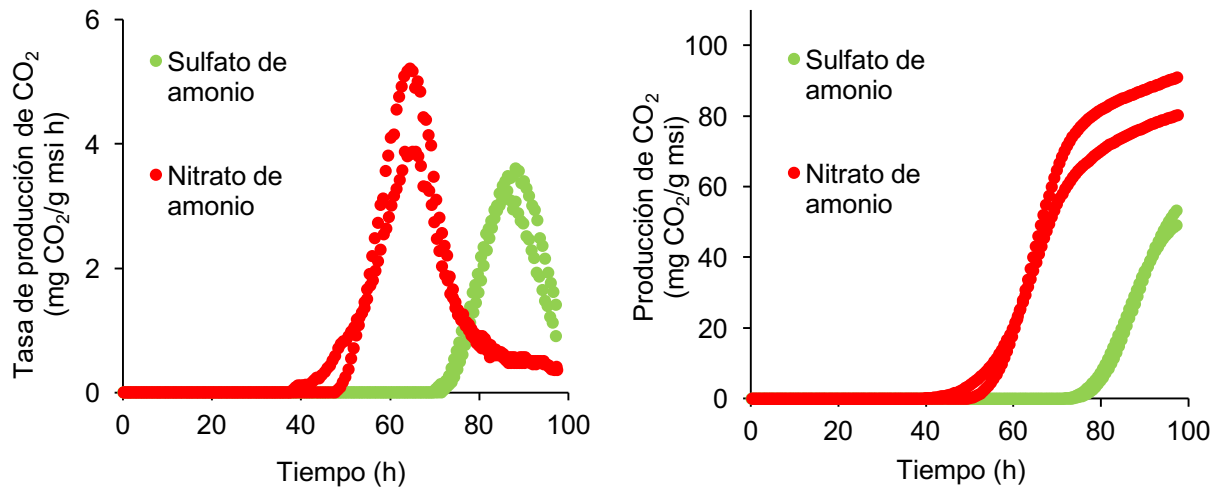 Tasa de producción de CO₂
(mg CO₂/g msi h)
6
4
2
0
Sulfato de
amonio
Nitrato de
amonio
0 20 40 60 80 100
Tiempo (h)
Producción de CO₂
(mg CO₂/g msi)
100
80
60
40
20
0
Sulfato de
amonio
Nitrato de
amonio
0 20 40 60 80 100
Tiempo (h)